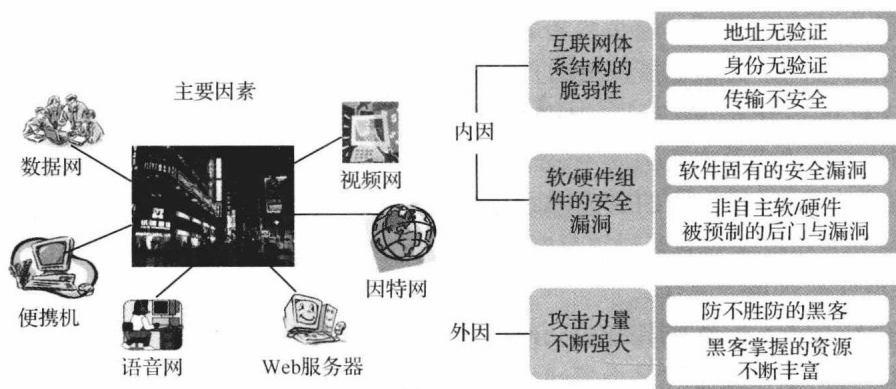 主要因素
数据网
视频网
便携机
因特网
语音网
Web服务器
内因
互联网体
系结构的
脆弱性
地址无验证
身份无验证
传输不安全
软/硬件组
件的安全
漏洞
软件固有的安全漏洞
非自主软/硬件
被预制的后门与漏洞
外因
攻击力量
不断强大
防不胜防的黑客
黑客掌握的资源
不断丰富